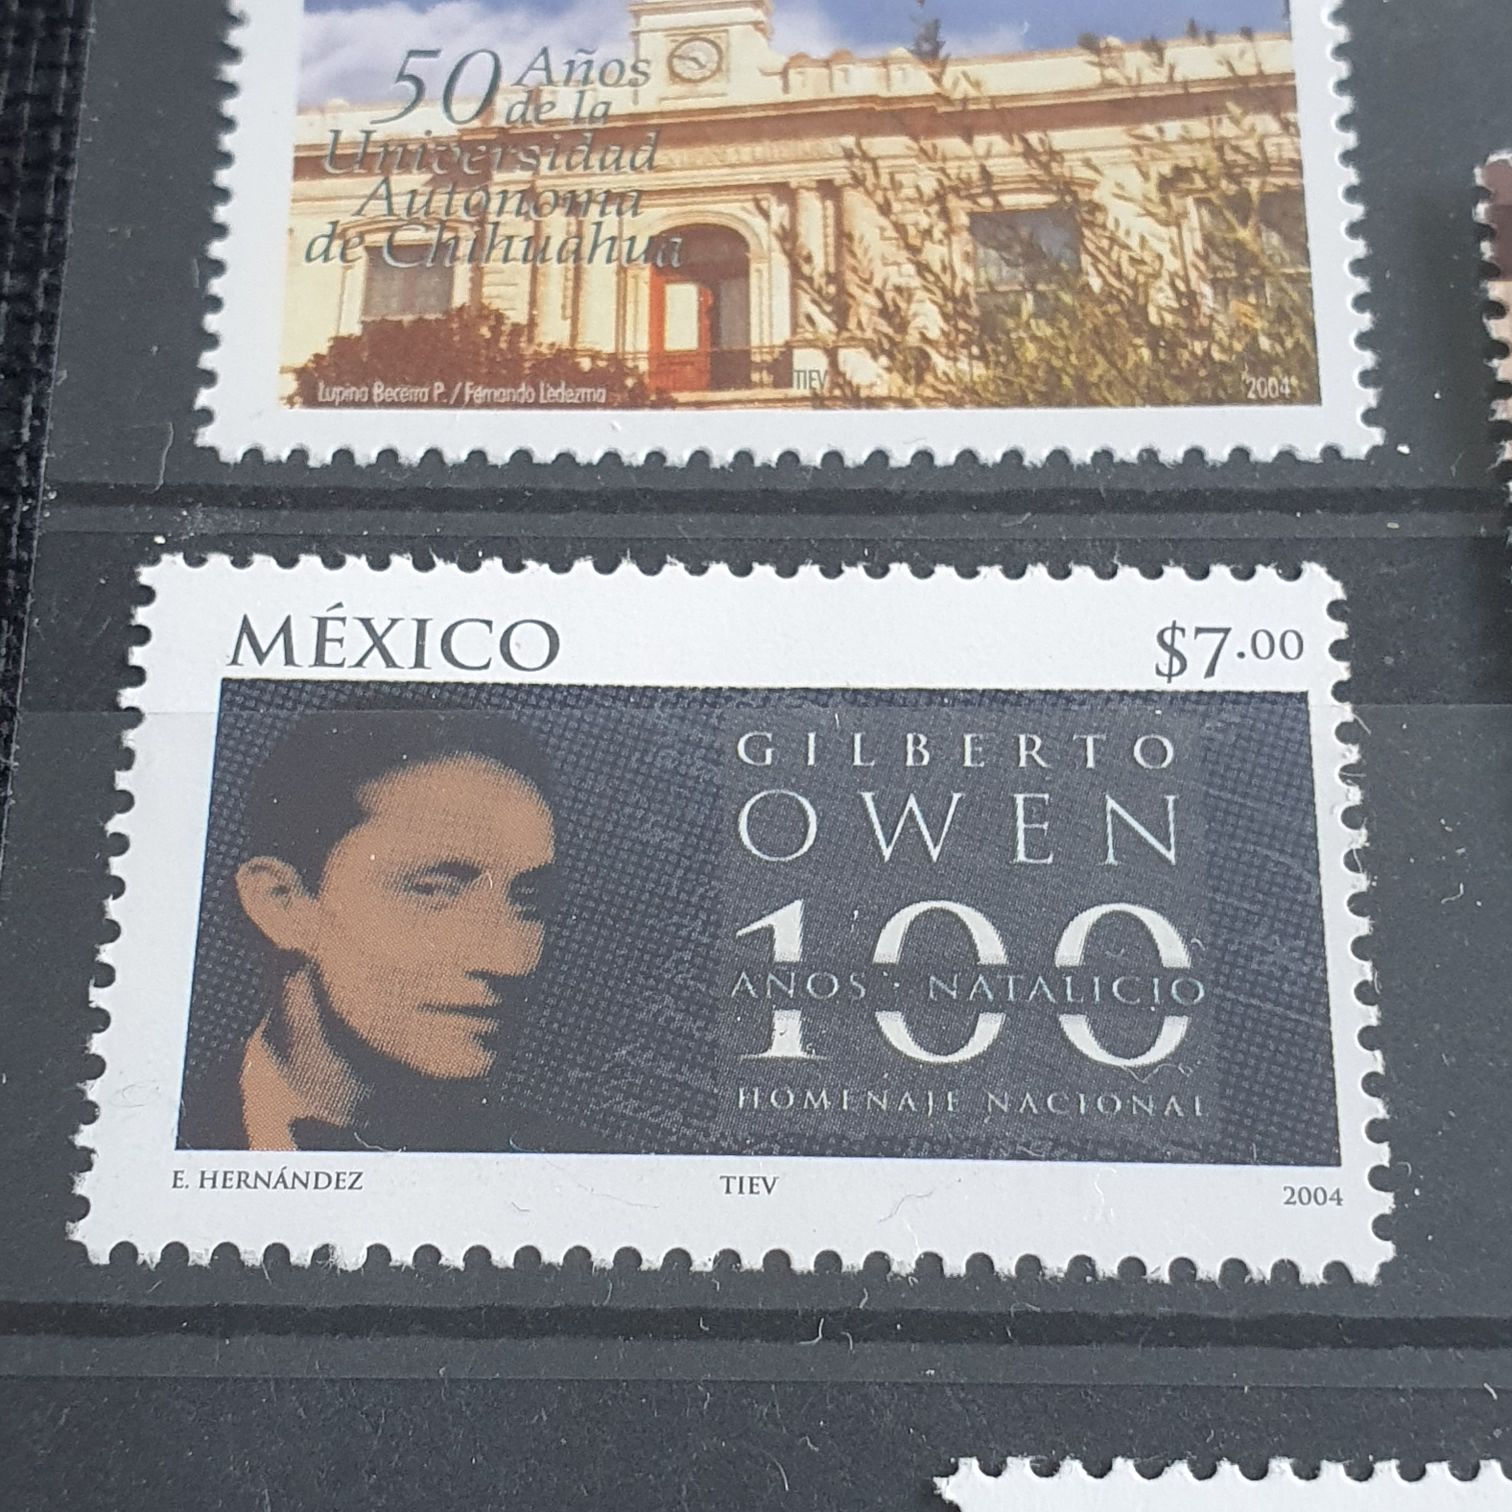 50 Años
de la
Universidad
Autónoma
de Chihuahua
Lupina Becerra P. / Fernando Ledezma
TIEV
2004
MÉXICO
$7.00
GILBERTO
OWEN
100
AÑOS · NATALICIO
HOMENAJE NACIONAL
E. HERNÁNDEZ
TIEV
2004